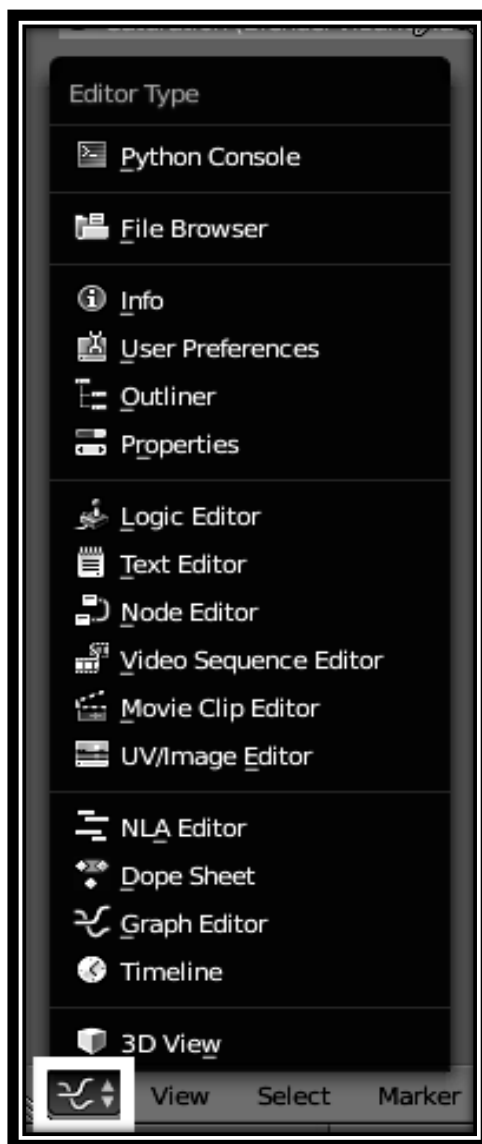 Editor Type
Python Console
File Browser
Info
User Preferences
Outliner
Properties
Logic Editor
Text Editor
Node Editor
Video Sequence Editor
Movie Clip Editor
UV/Image Editor
NLA Editor
Dope Sheet
Graph Editor
Timeline
3D View
View Select Marker